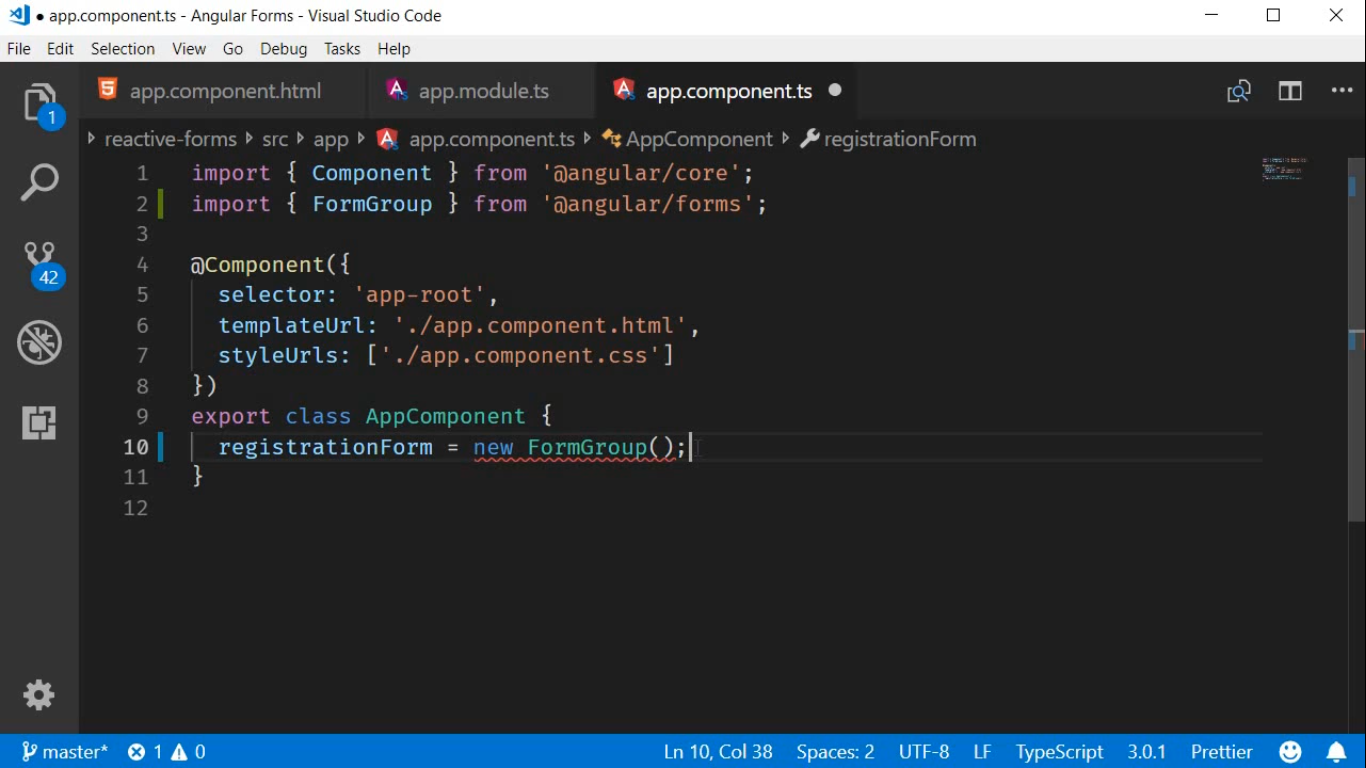 app.component.ts - Angular Forms - Visual Studio Code
File Edit Selection View Go Debug Tasks Help
1
app.component.html app.module.ts app.component.ts
reactive-forms src app app.component.ts AppComponent registrationForm
1 import { Component } from '@angular/core';
2 import { FormGroup } from '@angular/forms';
3
4 @Component({
5 selector: 'app-root',
42
6 templateUrl: './app.component.html',
7 styleUrls: ['./app.component.css']
8 })
9 export class AppComponent {
10 registrationForm = new FormGroup();
11 }
12
master* 1 0 Ln 10, Col 38 Spaces: 2 UTF-8 LF TypeScript 3.0.1 Prettier